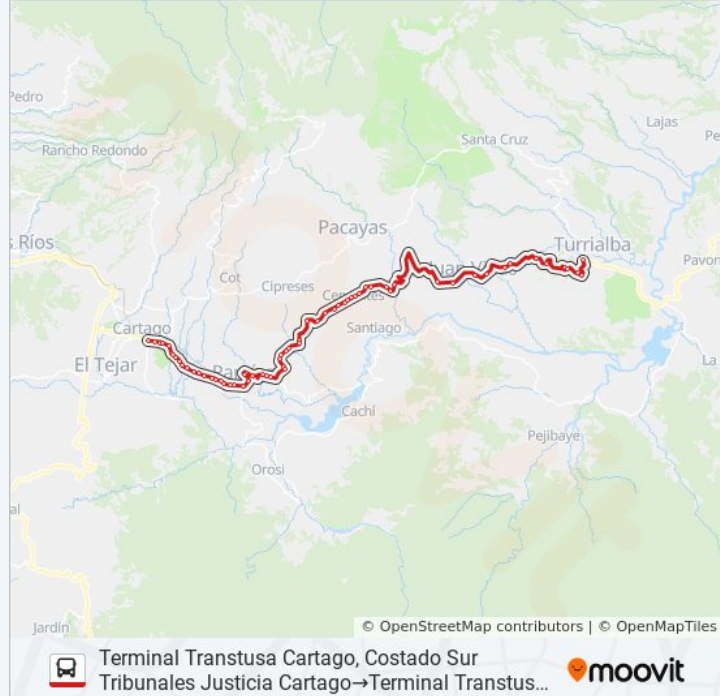 Pedro
Lajas
Pe
Santa Cruz
Rancho Redondo
Pacayas
s Ríos
Turrialba
Pavon
Cot
Cipreses
Cartago
Santiago
El Tejar
La
Cachí
Pejibaye
Orosi
al
Jardín
© OpenStreetMap contributors | © OpenMapTiles
Terminal Transtusa Cartago, Costado Sur
Tribunales Justicia Cartago→Terminal Transtus...
moovit